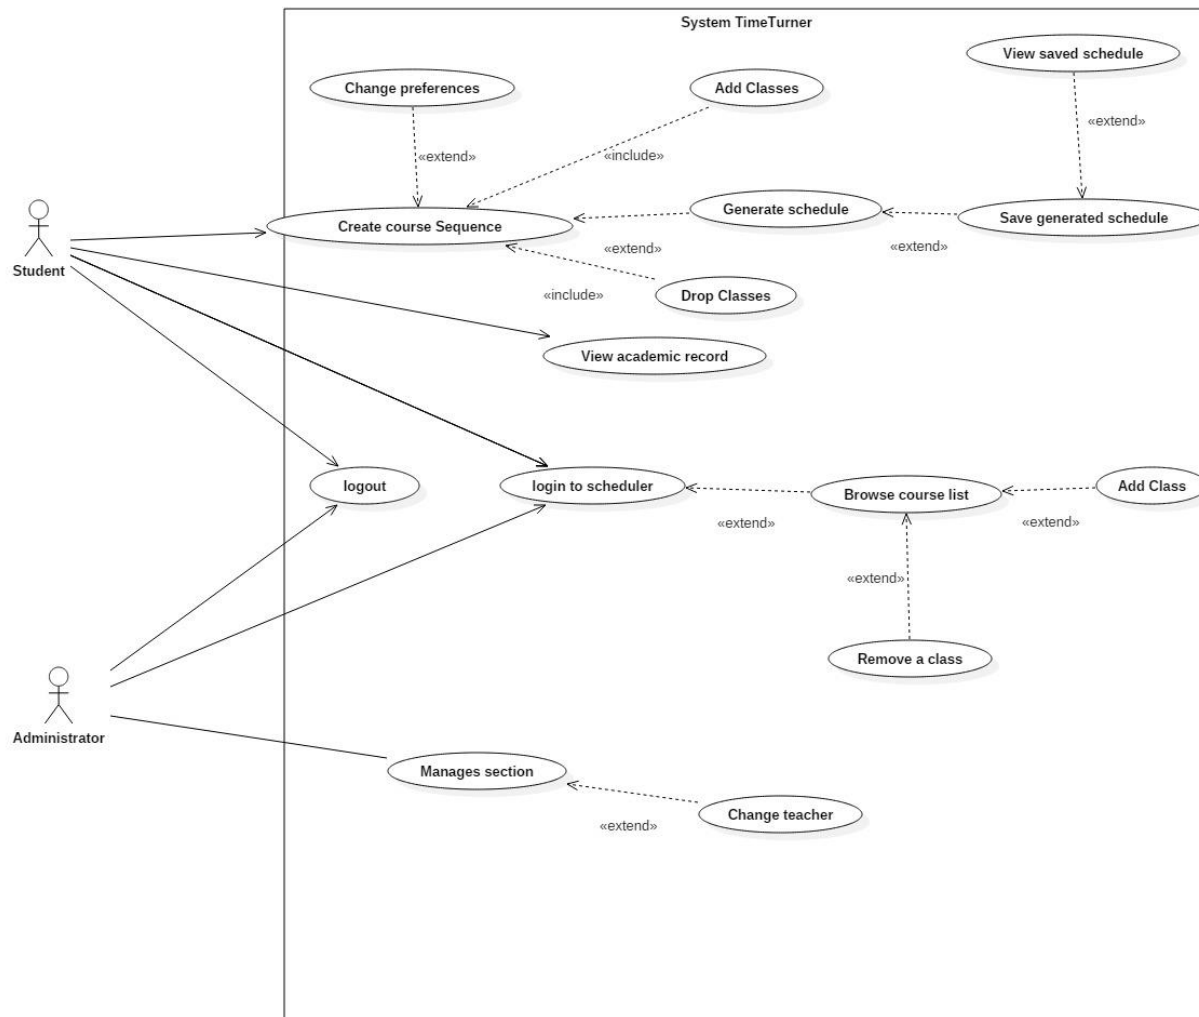 System TimeTurner
View saved schedule
Change preferences
Add Classes
«extend»
«extend»
«include»
Generate schedule
Save generated schedule
Create course Sequence
«extend»
«extend»
Student
«include»
Drop Classes
View academic record
logout
login to scheduler
Browse course list
Add Class
«extend»
«extend»
«extend»
Remove a class
Administrator
Manages section
Change teacher
«extend»